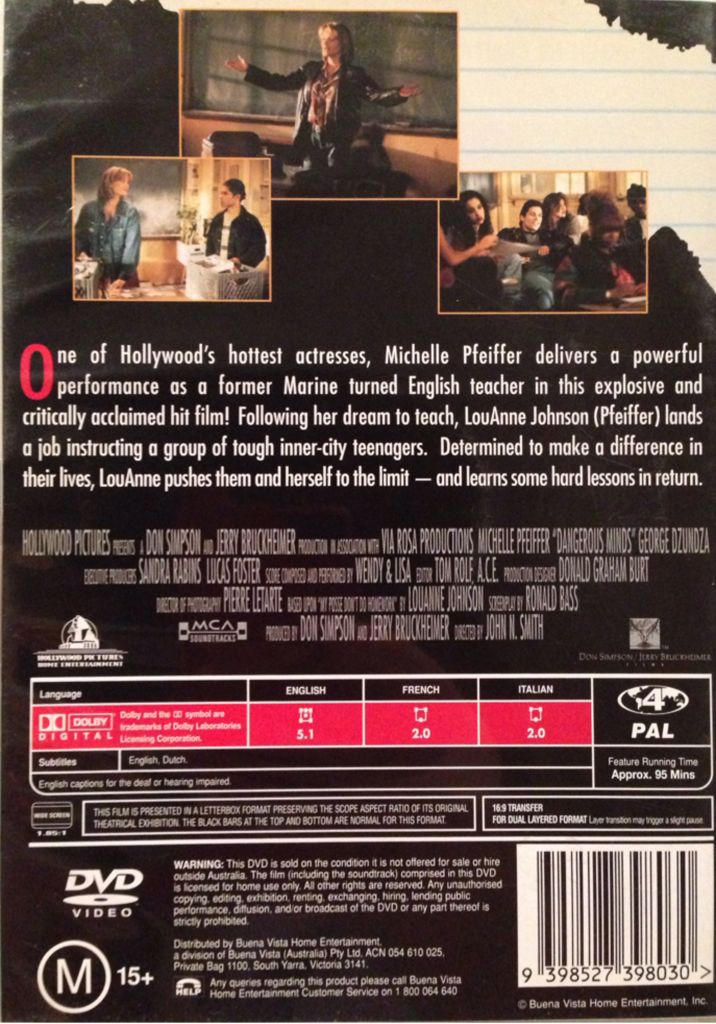 One of Hollywood's hottest actresses, Michelle Pfeiffer delivers a powerful
performance as a former Marine turned English teacher in this explosive and
critically acclaimed hit film! Following her dream to teach, LouAnne Johnson (Pfeiffer) lands
a job instructing a group of tough inner-city teenagers. Determined to make a difference in
their lives, LouAnne pushes them and herself to the limit — and learns some hard lessons in return.
HOLLYWOOD PICTURES PRESENTS A DON SIMPSON AND JERRY BRUCKHEIMER PRODUCTION IN ASSOCIATION WITH VIA ROSA PRODUCTIONS MICHELLE PFEIFFER "DANGEROUS MINDS" GEORGE DZUNDZA
EXECUTIVE PRODUCERS SANDRA RABINS LUCAS FOSTER SCORE COMPOSED AND PERFORMED BY WENDY & LISA EDITOR TOM ROLF, A.C.E. PRODUCTION DESIGNER DONALD GRAHAM BURT
DIRECTOR OF PHOTOGRAPHY PIERRE LETARTE BASED UPON "MY POSSE DON'T DO HOMEWORK" BY LOUANNE JOHNSON SCREENPLAY BY RONALD BASS
MCA SOUNDTRACKS PRODUCED BY DON SIMPSON AND JERRY BRUCKHEIMER DIRECTED BY JOHN N. SMITH
HOLLYWOOD PICTURES
HOME ENTERTAINMENT
DON SIMPSON/JERRY BRUCKHEIMER
FILMS
Language ENGLISH FRENCH ITALIAN
DOLBY DIGITAL
Dolby and the DD symbol are
trademarks of Dolby Laboratories
Licensing Corporation.
5.1 2.0 2.0
4
PAL
Subtitles English, Dutch.
English captions for the deaf or hearing impaired.
Feature Running Time
Approx. 95 Mins
WIDE SCREEN
1.85:1
THIS FILM IS PRESENTED IN A LETTERBOX FORMAT PRESERVING THE SCOPE ASPECT RATIO OF ITS ORIGINAL
THEATRICAL EXHIBITION. THE BLACK BARS AT THE TOP AND BOTTOM ARE NORMAL FOR THIS FORMAT.
16:9 TRANSFER
FOR DUAL LAYERED FORMAT Layer transition may trigger a slight pause
DVD
VIDEO
WARNING: This DVD is sold on the condition it is not offered for sale or hire
outside Australia. The film (including the soundtrack) comprised in this DVD
is licensed for home use only. All other rights are reserved. Any unauthorised
copying, editing, exhibition, renting, exchanging, hiring, lending public
performance, diffusion, and/or broadcast of the DVD or any part thereof is
strictly prohibited.
Distributed by Buena Vista Home Entertainment,
a division of Buena Vista (Australia) Pty Ltd. ACN 054 610 025.
Private Bag 1100, South Yarra, Victoria 3141.
HELP Any queries regarding this product please call Buena Vista
Home Entertainment Customer Service on 1 800 064 640
M 15+
9 398527 398030 >
© Buena Vista Home Entertainment, Inc.